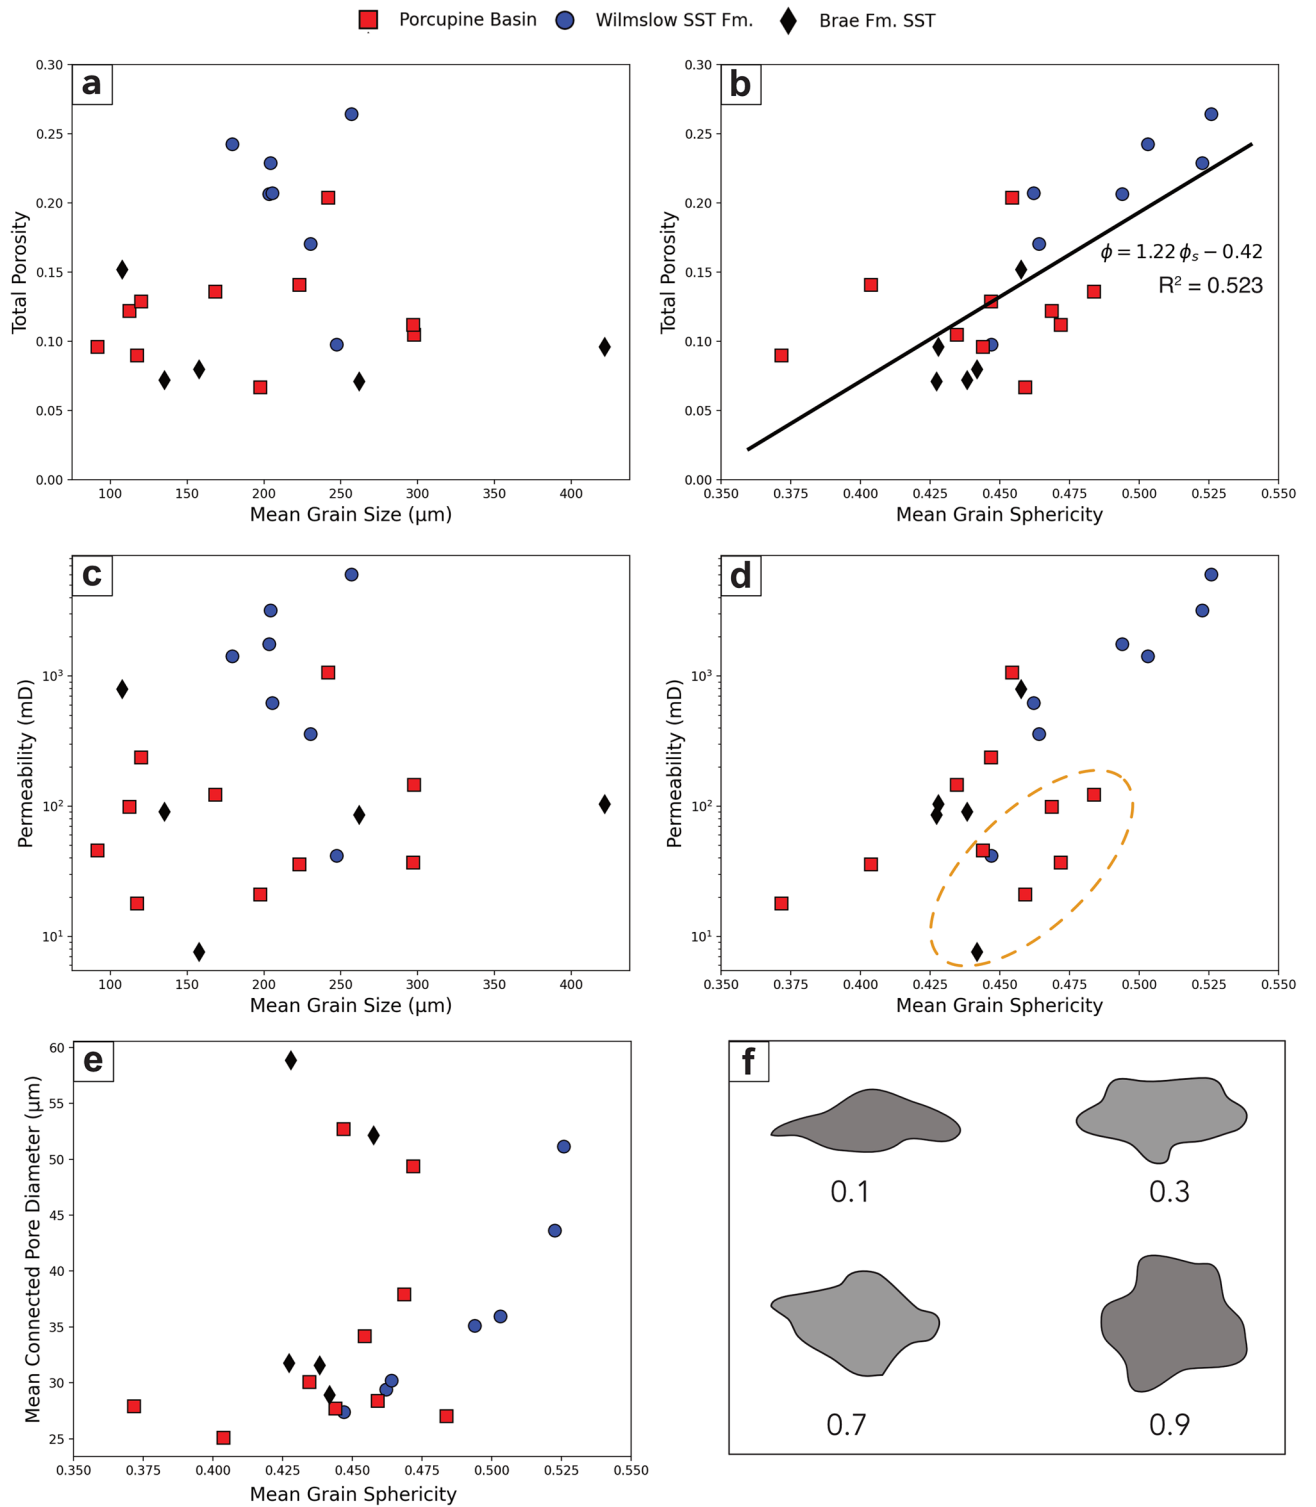 Porcupine Basin Wilmslow SST Fm. Brae Fm. SST
a
0.30
0.25
0.20
0.15
0.10
0.05
0.00
Total Porosity
100 150 200 250 300 350 400
Mean Grain Size (μm)
b
0.30
0.25
0.20
0.15
0.10
0.05
0.00
Total Porosity
ϕ = 1.22 ϕₛ − 0.42
R² = 0.523
0.350 0.375 0.400 0.425 0.450 0.475 0.500 0.525 0.550
Mean Grain Sphericity
c
10³
10²
10¹
Permeability (mD)
100 150 200 250 300 350 400
Mean Grain Size (μm)
d
10³
10²
10¹
Permeability (mD)
0.350 0.375 0.400 0.425 0.450 0.475 0.500 0.525 0.550
Mean Grain Sphericity
e
60
55
50
45
40
35
30
25
Mean Connected Pore Diameter (μm)
0.350 0.375 0.400 0.425 0.450 0.475 0.500 0.525 0.550
Mean Grain Sphericity
f
0.1 0.3
0.7 0.9